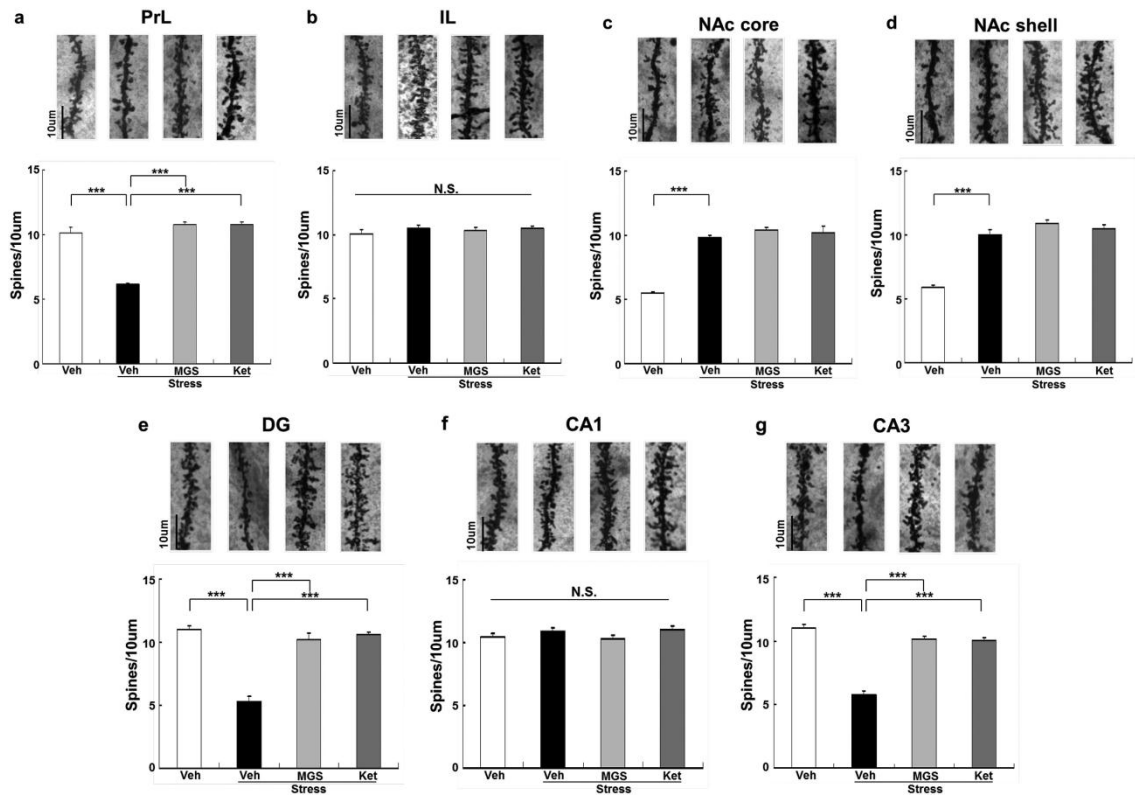 a PrL
10um
Spines/10um
15
10
5
0
***
***
***
Veh Veh MGS Ket
Stress
b IL
10um
Spines/10um
15
10
5
0
N.S.
Veh Veh MGS Ket
Stress
c NAc core
10um
Spines/10um
15
10
5
0
***
Veh Veh MGS Ket
Stress
d NAc shell
10um
Spines/10um
15
10
5
0
***
Veh Veh MGS Ket
Stress
e DG
10um
Spines/10um
15
10
5
0
***
***
***
Veh Veh MGS Ket
Stress
f CA1
10um
Spines/10um
15
10
5
0
N.S.
Veh Veh MGS Ket
Stress
g CA3
10um
Spines/10um
15
10
5
0
***
***
***
Veh Veh MGS Ket
Stress